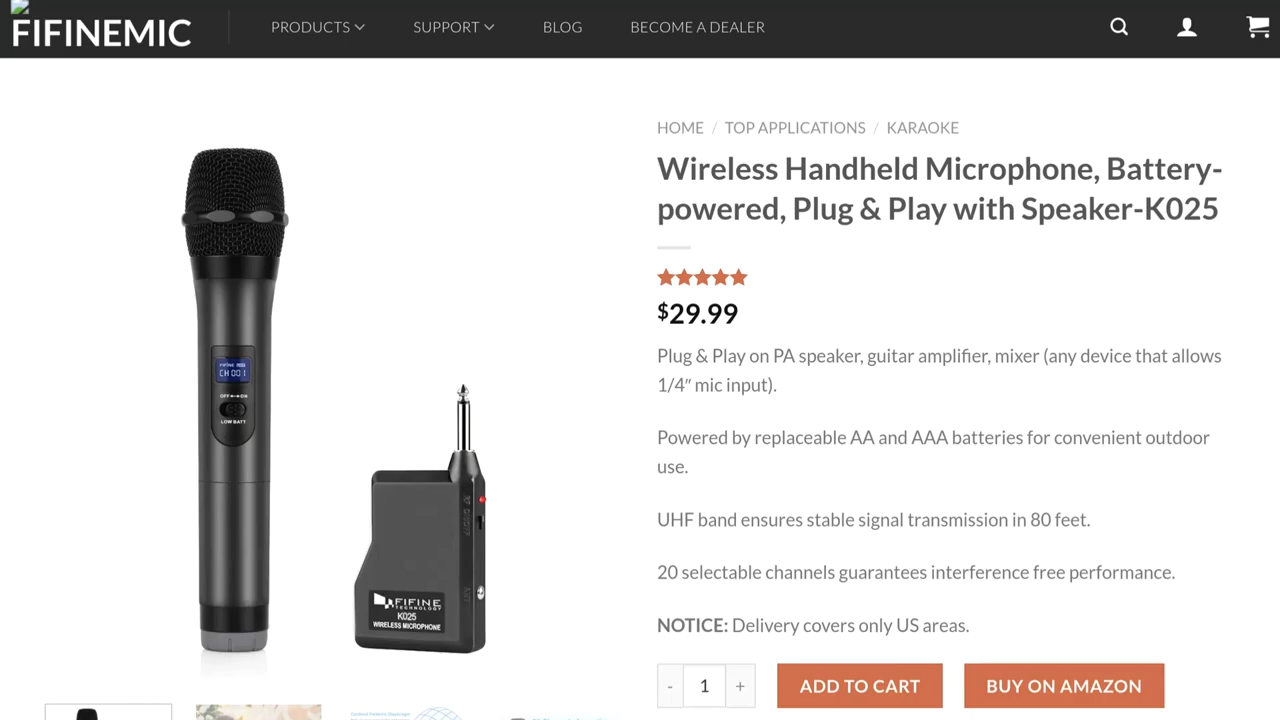 FIFINEMIC
PRODUCTS
SUPPORT
BLOG
BECOME A DEALER
HOME / TOP APPLICATIONS / KARAOKE
Wireless Handheld Microphone, Battery-
powered, Plug & Play with Speaker-K025
$29.99
Plug & Play on PA speaker, guitar amplifier, mixer (any device that allows
1/4″ mic input).
Powered by replaceable AA and AAA batteries for convenient outdoor
use.
UHF band ensures stable signal transmission in 80 feet.
20 selectable channels guarantees interference free performance.
NOTICE: Delivery covers only US areas.
- 1 +
ADD TO CART
BUY ON AMAZON
CH 001
OFF ON
LOW BATT
FIFINE
TECHNOLOGY
K025
WIRELESS MICROPHONE